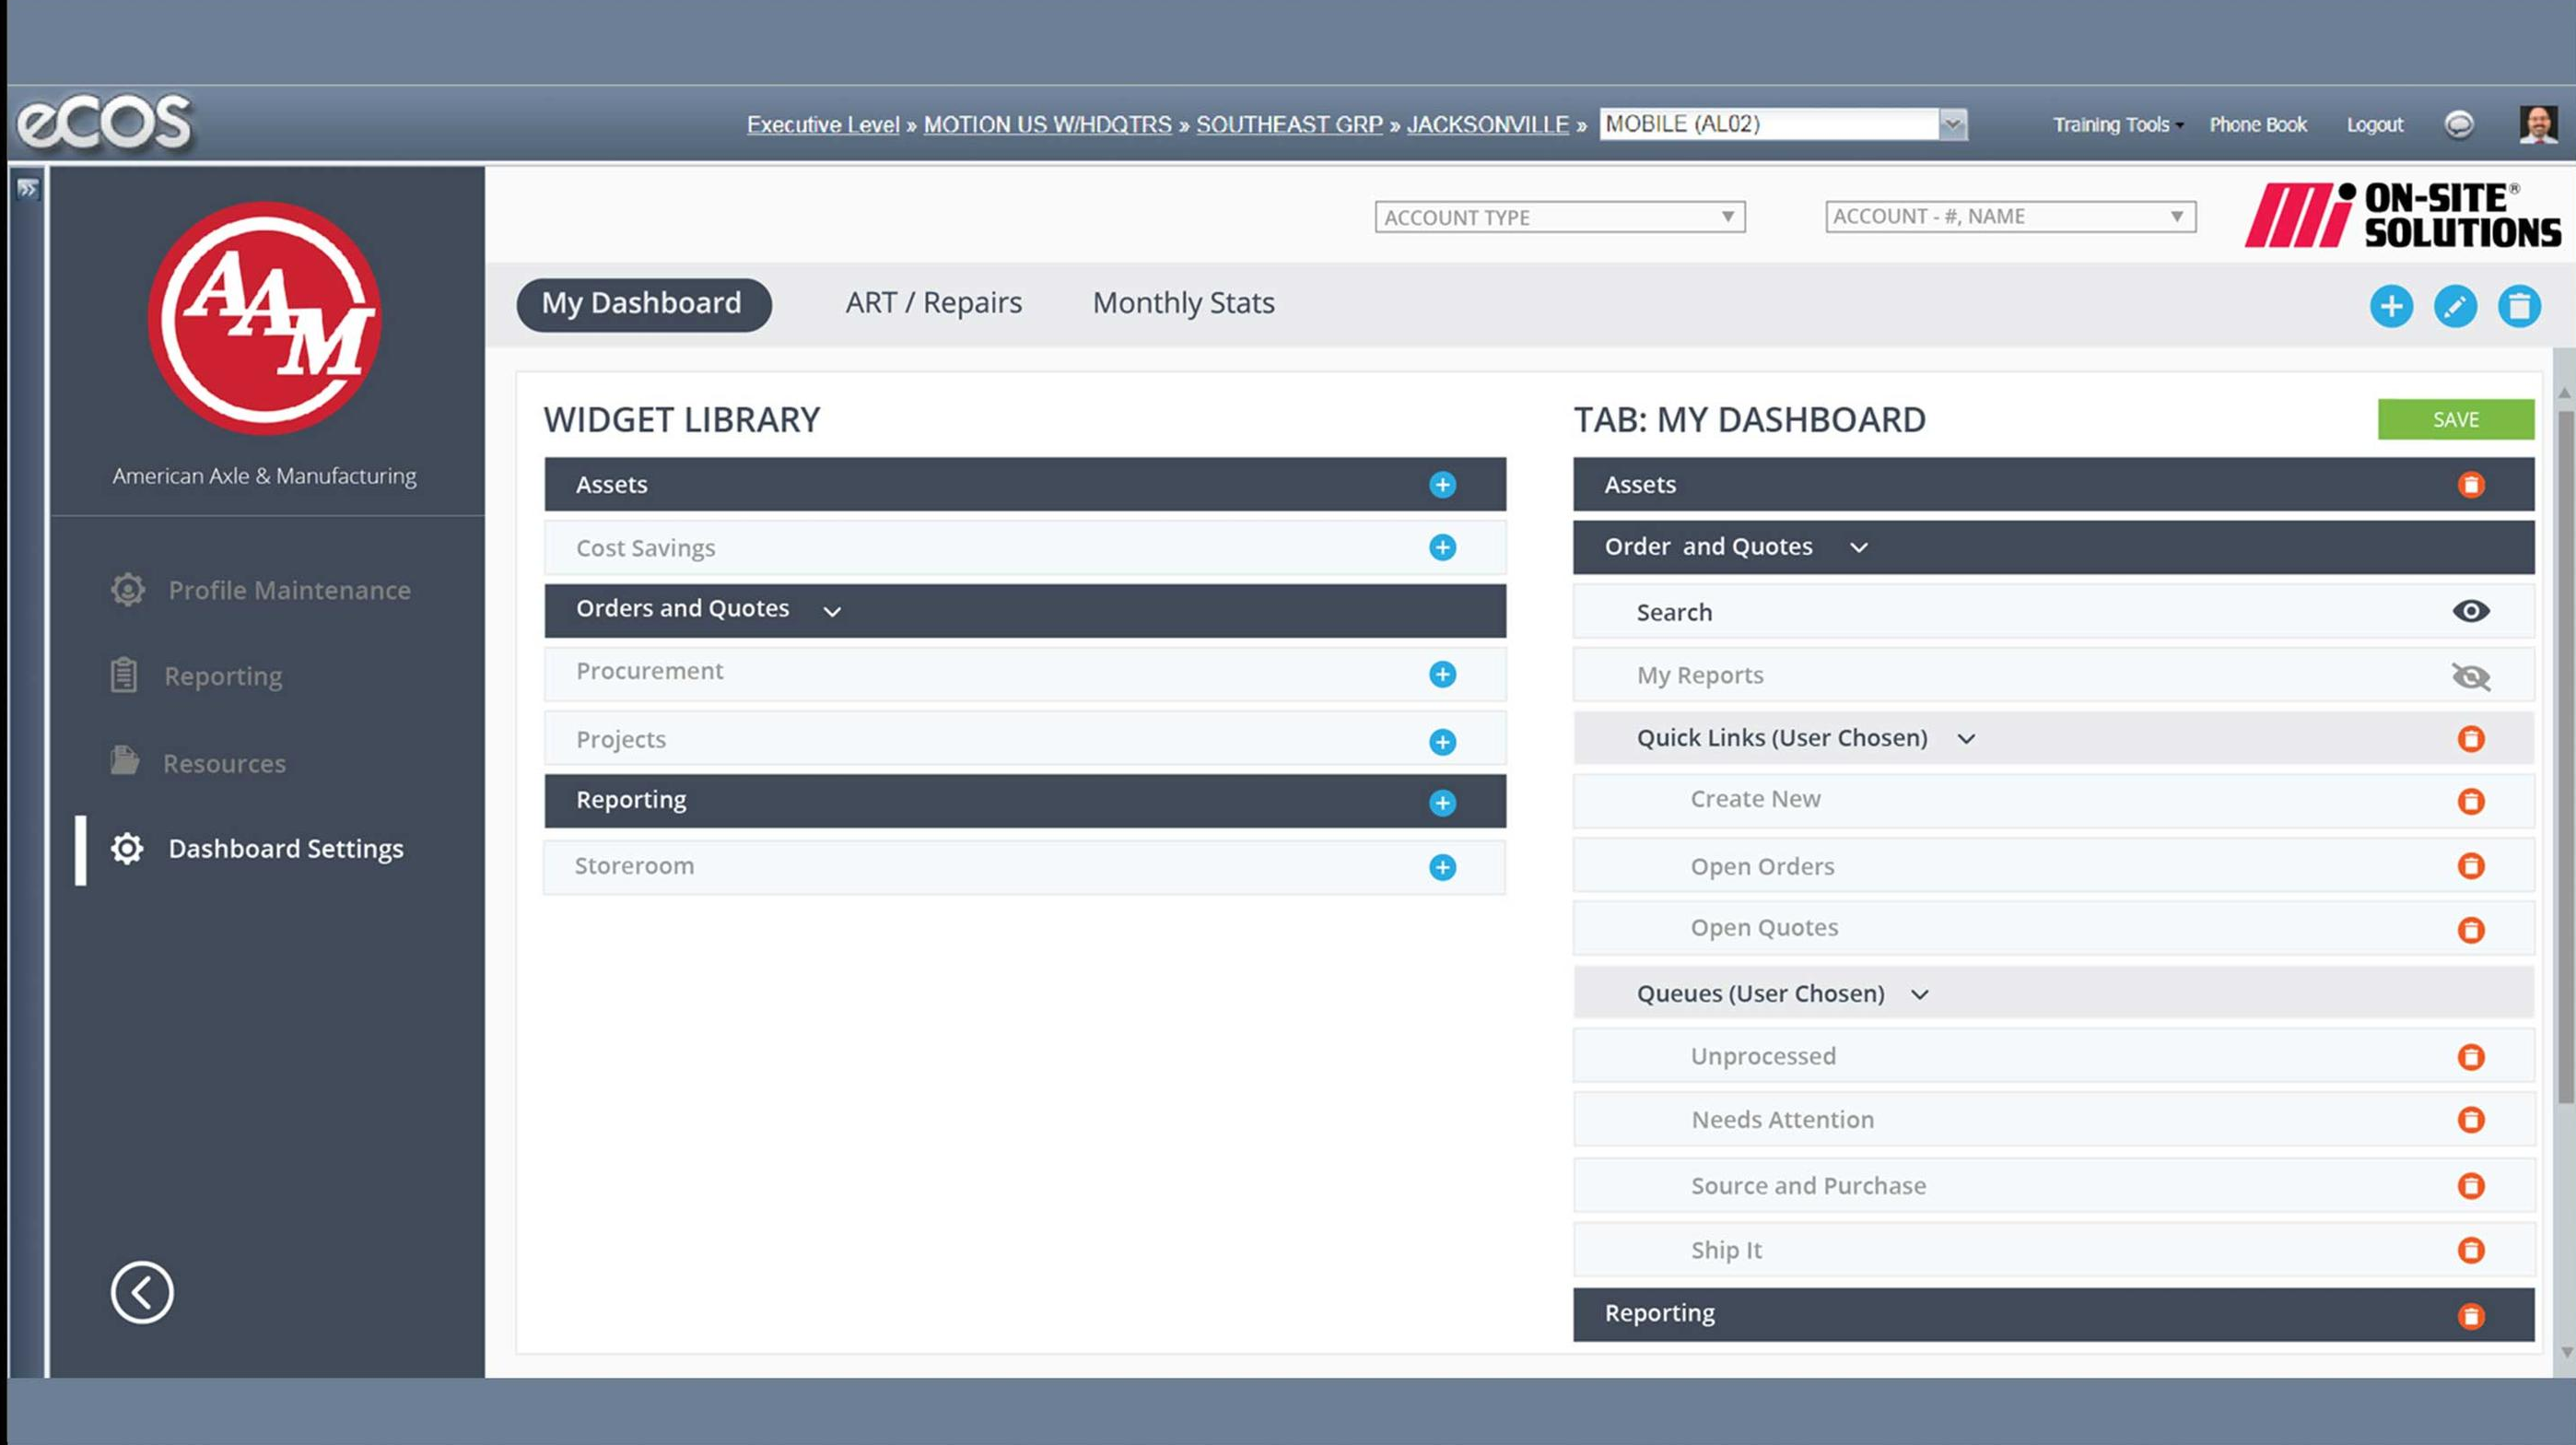 eCOS
Executive Level » MOTION US W/HDQTRS » SOUTHEAST GRP » JACKSONVILLE » MOBILE (AL02)
Training Tools Phone Book Logout
AAM
American Axle & Manufacturing
Profile Maintenance
Reporting
Resources
Dashboard Settings
ACCOUNT TYPE
ACCOUNT - #, NAME
Mi ON-SITE®
SOLUTIONS
My Dashboard ART / Repairs Monthly Stats
WIDGET LIBRARY
Assets
Cost Savings
Orders and Quotes
Procurement
Projects
Reporting
Storeroom
TAB: MY DASHBOARD
SAVE
Assets
Order and Quotes
Search
My Reports
Quick Links (User Chosen)
Create New
Open Orders
Open Quotes
Queues (User Chosen)
Unprocessed
Needs Attention
Source and Purchase
Ship It
Reporting